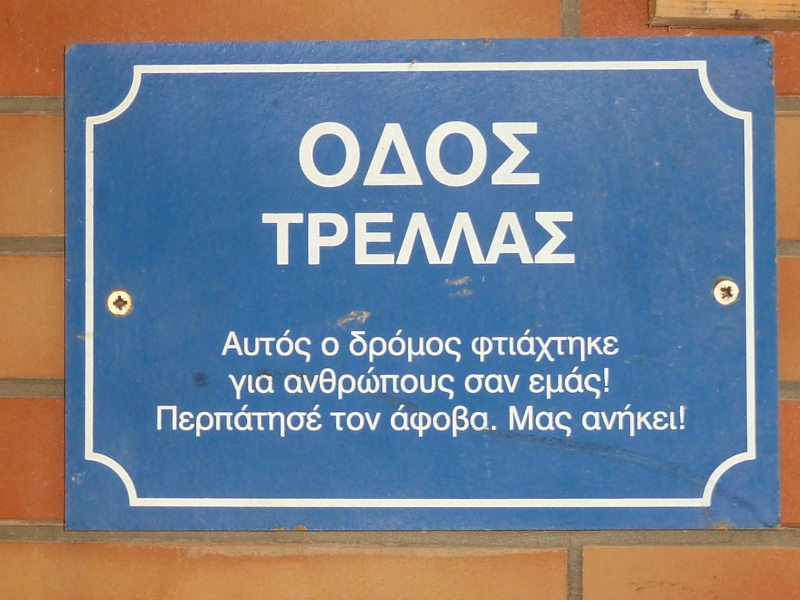 ΟΔΟΣ
ΤΡΕΛΛΑΣ
Αυτός ο δρόμος φτιάχτηκε
για ανθρώπους σαν εμάς!
Περπάτησέ τον άφοβα. Μας ανήκει!